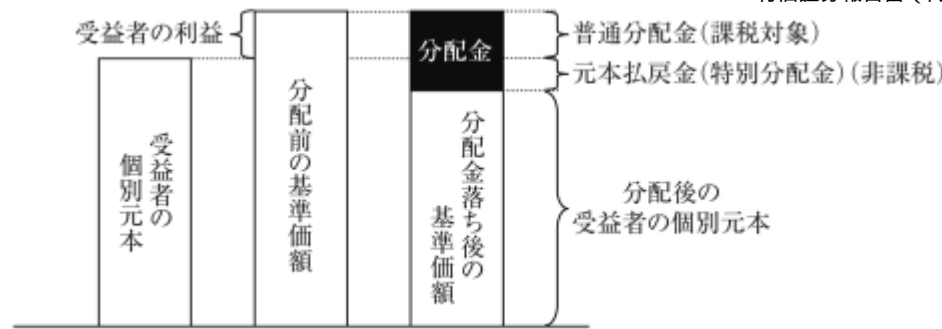 受益者の利益
分配金
普通分配金(課税対象)
元本払戻金(特別分配金)(非課税)
受益者の
個別元本
分配前の基準価額
分配金落ち後の
基準価額
分配後の
受益者の個別元本